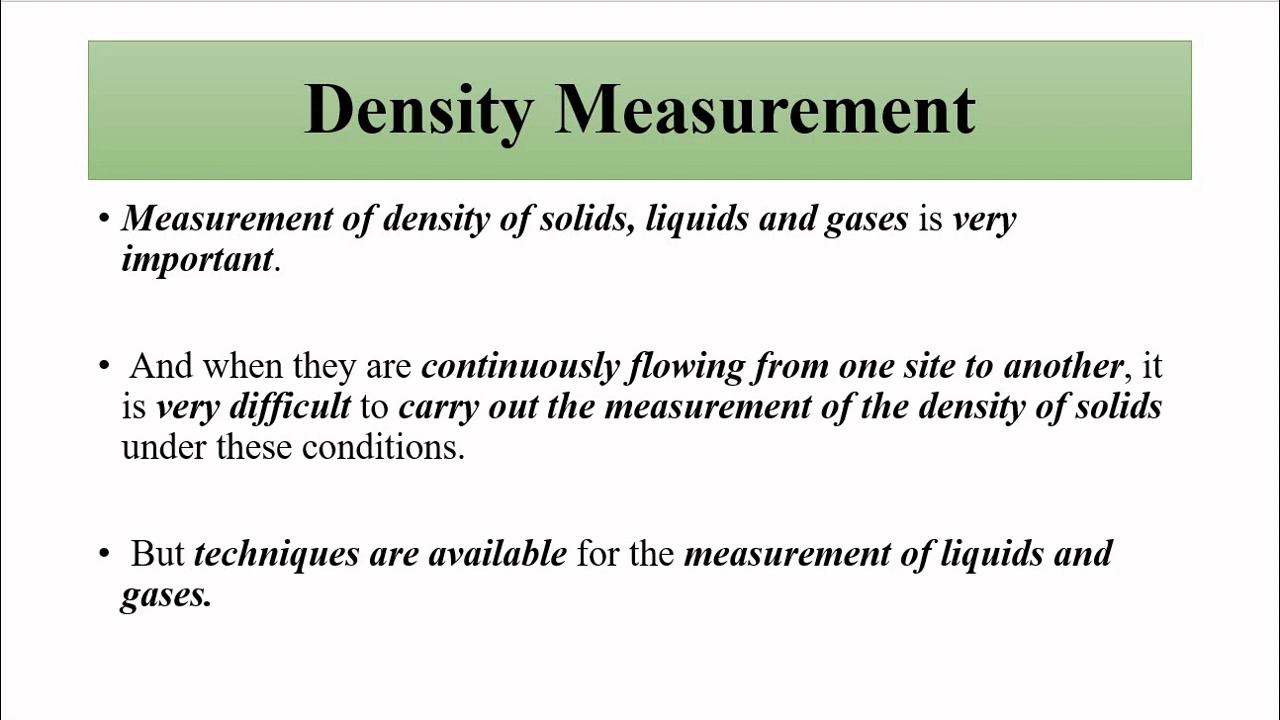 Density Measurement
• Measurement of density of solids, liquids and gases is very
important.
• And when they are continuously flowing from one site to another, it
is very difficult to carry out the measurement of the density of solids
under these conditions.
• But techniques are available for the measurement of liquids and
gases.